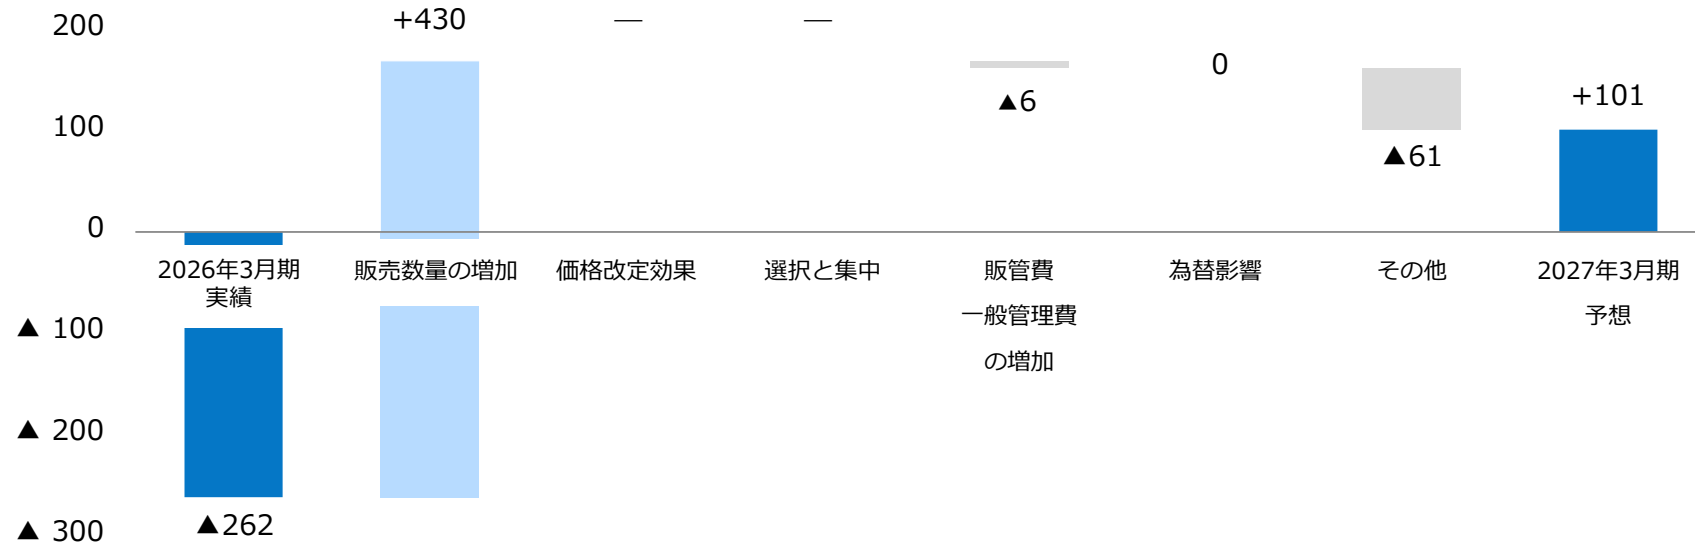 200
100
0
▲ 100
▲ 200
▲ 300
+430
—
—
▲6
0
▲61
+101
▲262
2026年3月期
実績
販売数量の増加
価格改定効果
選択と集中
販管費
一般管理費
の増加
為替影響
その他
2027年3月期
予想